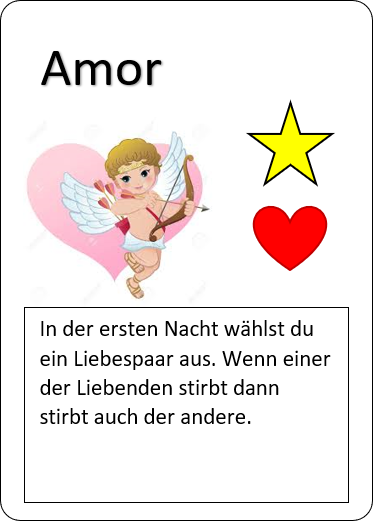 Amor
In der ersten Nacht wählst du
ein Liebespaar aus. Wenn einer
der Liebenden stirbt dann
stirbt auch der andere.